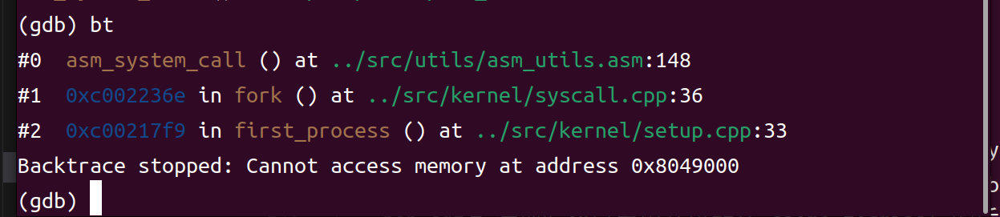 (gdb) bt
#0  asm_system_call () at ../src/utils/asm_utils.asm:148
#1  0xc002236e in fork () at ../src/kernel/syscall.cpp:36
#2  0xc00217f9 in first_process () at ../src/kernel/setup.cpp:33
Backtrace stopped: Cannot access memory at address 0x8049000
(gdb)